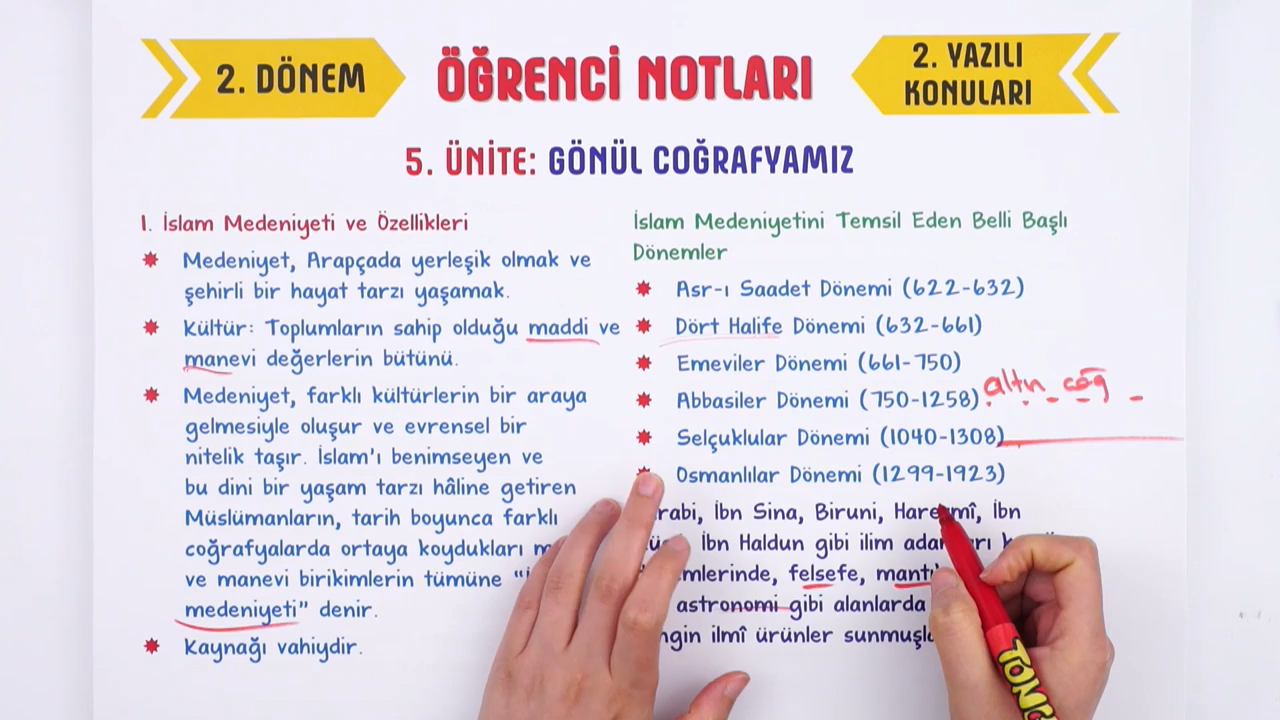 2. DÖNEM
ÖĞRENCİ NOTLARI
2. YAZILI
KONULARI
5. ÜNİTE: GÖNÜL COĞRAFYAMIZ
1. İslam Medeniyeti ve Özellikleri
Medeniyet, Arapçada yerleşik olmak ve
şehirli bir hayat tarzı yaşamak.
Kültür: Toplumların sahip olduğu maddi ve
manevi değerlerin bütünü.
Medeniyet, farklı kültürlerin bir araya
gelmesiyle oluşur ve evrensel bir
nitelik taşır. İslam'ı benimseyen ve
bu dini bir yaşam tarzı hâline getiren
Müslümanların, tarih boyunca farklı
coğrafyalarda ortaya koydukları
ve manevi birikimlerin tümüne
medeniyeti" denir.
Kaynağı vahiydir.
İslam Medeniyetini Temsil Eden Belli Başlı
Dönemler
Asr-ı Saadet Dönemi (622-632)
Dört Halife Dönemi (632-661)
Emeviler Dönemi (661-750)
Abbasiler Dönemi (750-1258) altın çağ
Selçuklular Dönemi (1040-1308)
Osmanlılar Dönemi (1299-1923)
İbn Sina, Biruni, İbn
İbn Haldun gibi ilim
felsefe,
astronomi gibi alanlarda
ilmî ürünler